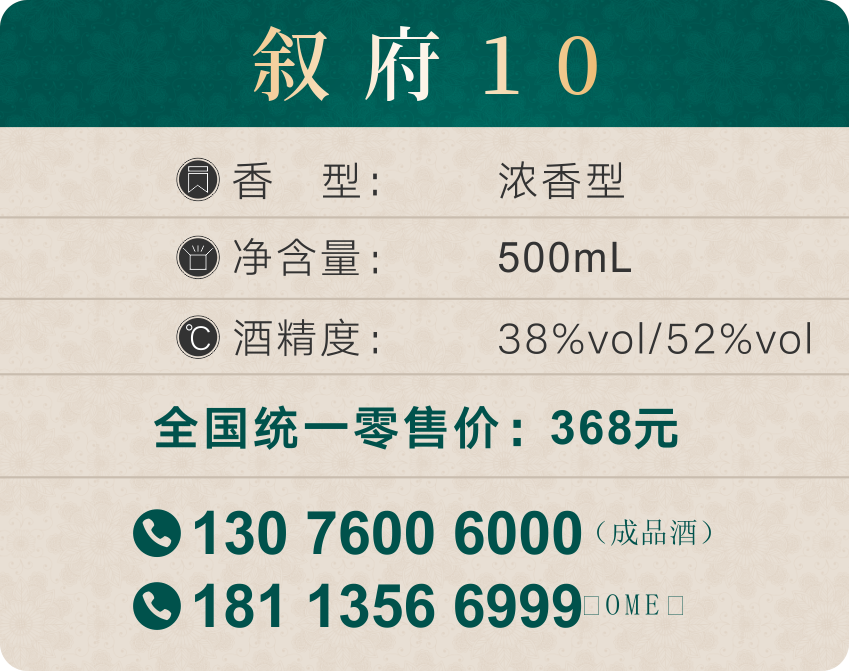 叙府10
香 型: 浓香型
净含量: 500mL
℃ 酒精度: 38%vol/52%vol
全国统一零售价: 368元
130 7600 6000（成品酒）
181 1356 6999□OME□